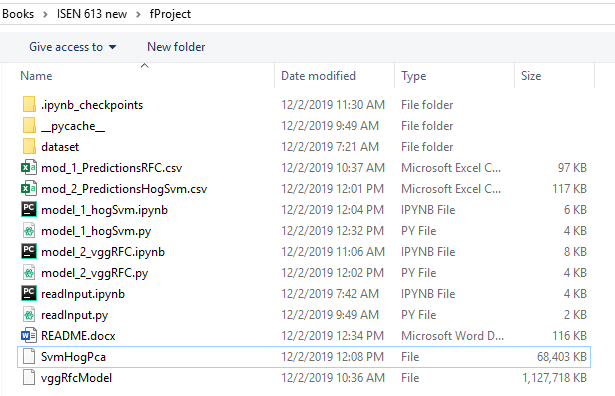 Books > ISEN 613 new > fProject
Give access to New folder
Name Date modified Type Size
.ipynb_checkpoints 12/2/2019 11:30 AM File folder
__pycache__ 12/2/2019 9:49 AM File folder
dataset 12/2/2019 7:21 AM File folder
mod_1_PredictionsRFC.csv 12/2/2019 10:37 AM Microsoft Excel C... 97 KB
mod_2_PredictionsHogSvm.csv 12/2/2019 12:01 PM Microsoft Excel C... 117 KB
model_1_hogSvm.ipynb 12/2/2019 12:04 PM IPYNB File 6 KB
model_1_hogSvm.py 12/2/2019 12:32 PM PY File 4 KB
model_2_vggRFC.ipynb 12/2/2019 11:06 AM IPYNB File 8 KB
model_2_vggRFC.py 12/2/2019 12:02 PM PY File 4 KB
readInput.ipynb 12/2/2019 7:42 AM IPYNB File 4 KB
readInput.py 12/2/2019 9:49 AM PY File 2 KB
README.docx 12/2/2019 12:34 PM Microsoft Word D... 116 KB
SvmHogPca 12/2/2019 12:08 PM File 68,403 KB
vggRfcModel 12/2/2019 10:36 AM File 1,127,718 KB